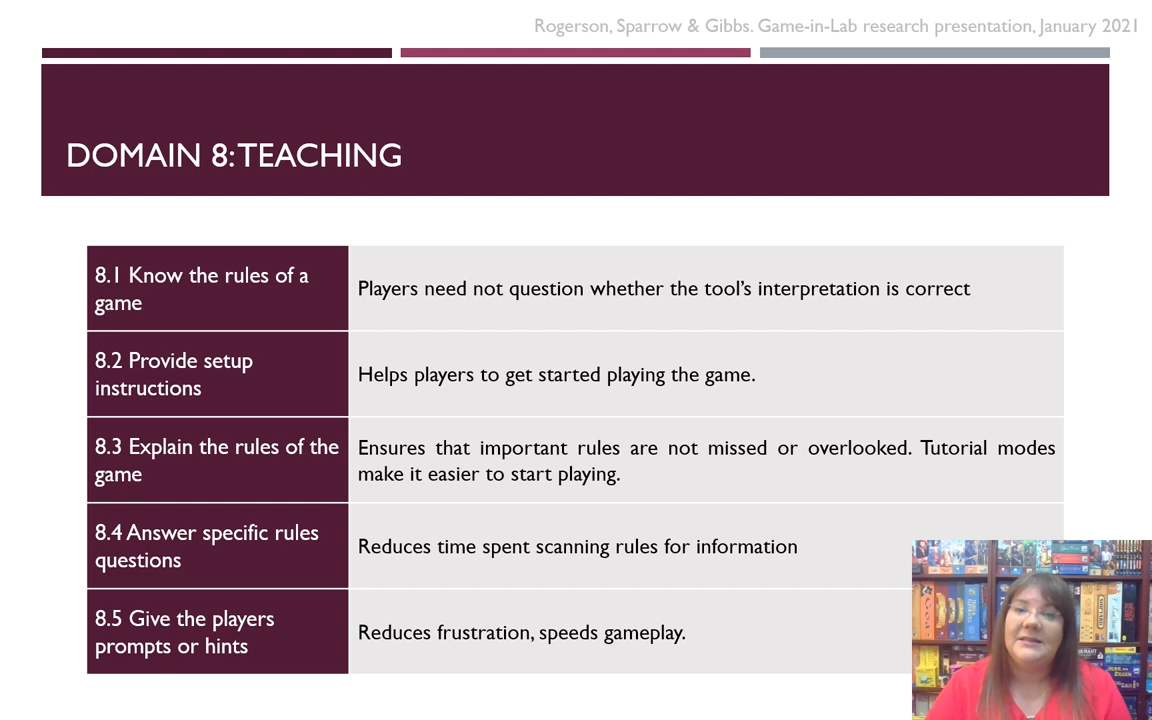 Rogerson, Sparrow & Gibbs. Game-in-Lab research presentation, January 2021
DOMAIN 8: TEACHING
8.1 Know the rules of a
game
Players need not question whether the tool's interpretation is correct
8.2 Provide setup
instructions
Helps players to get started playing the game.
8.3 Explain the rules of the
game
Ensures that important rules are not missed or overlooked. Tutorial modes
make it easier to start playing.
8.4 Answer specific rules
questions
Reduces time spent scanning rules for information
8.5 Give the players
prompts or hints
Reduces frustration, speeds gameplay.